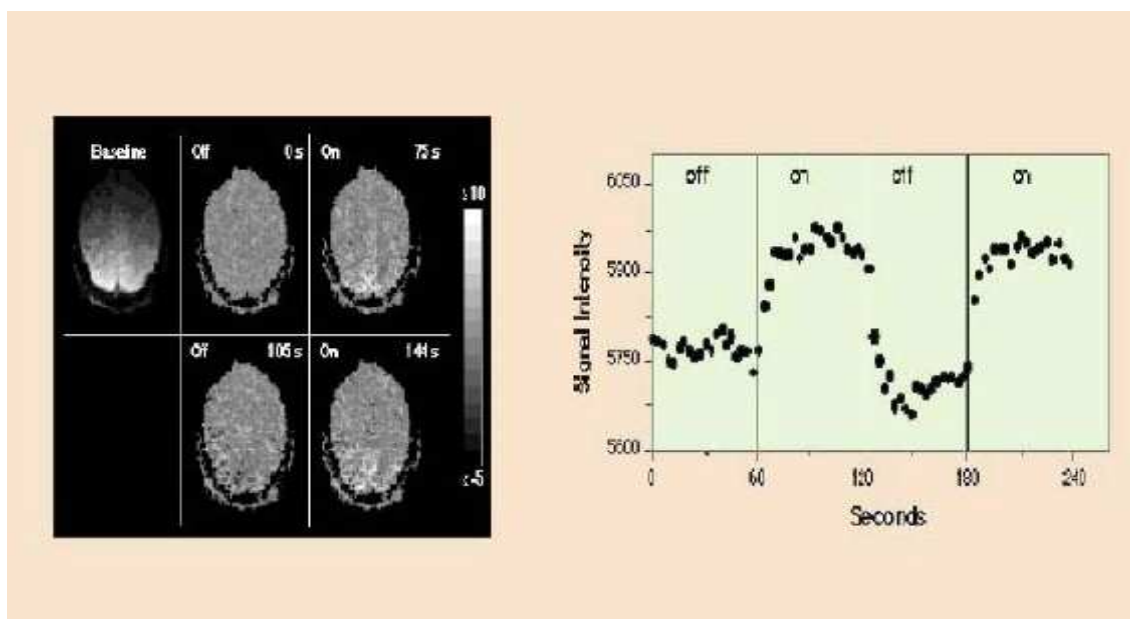 Baseline
Off 0 s
On 75 s
≥ 10
Off 105 s
On 144 s
≤ -5
off on off on
6050
5900
5750
5600
Signal Intensity
0 60 120 180 240
Seconds